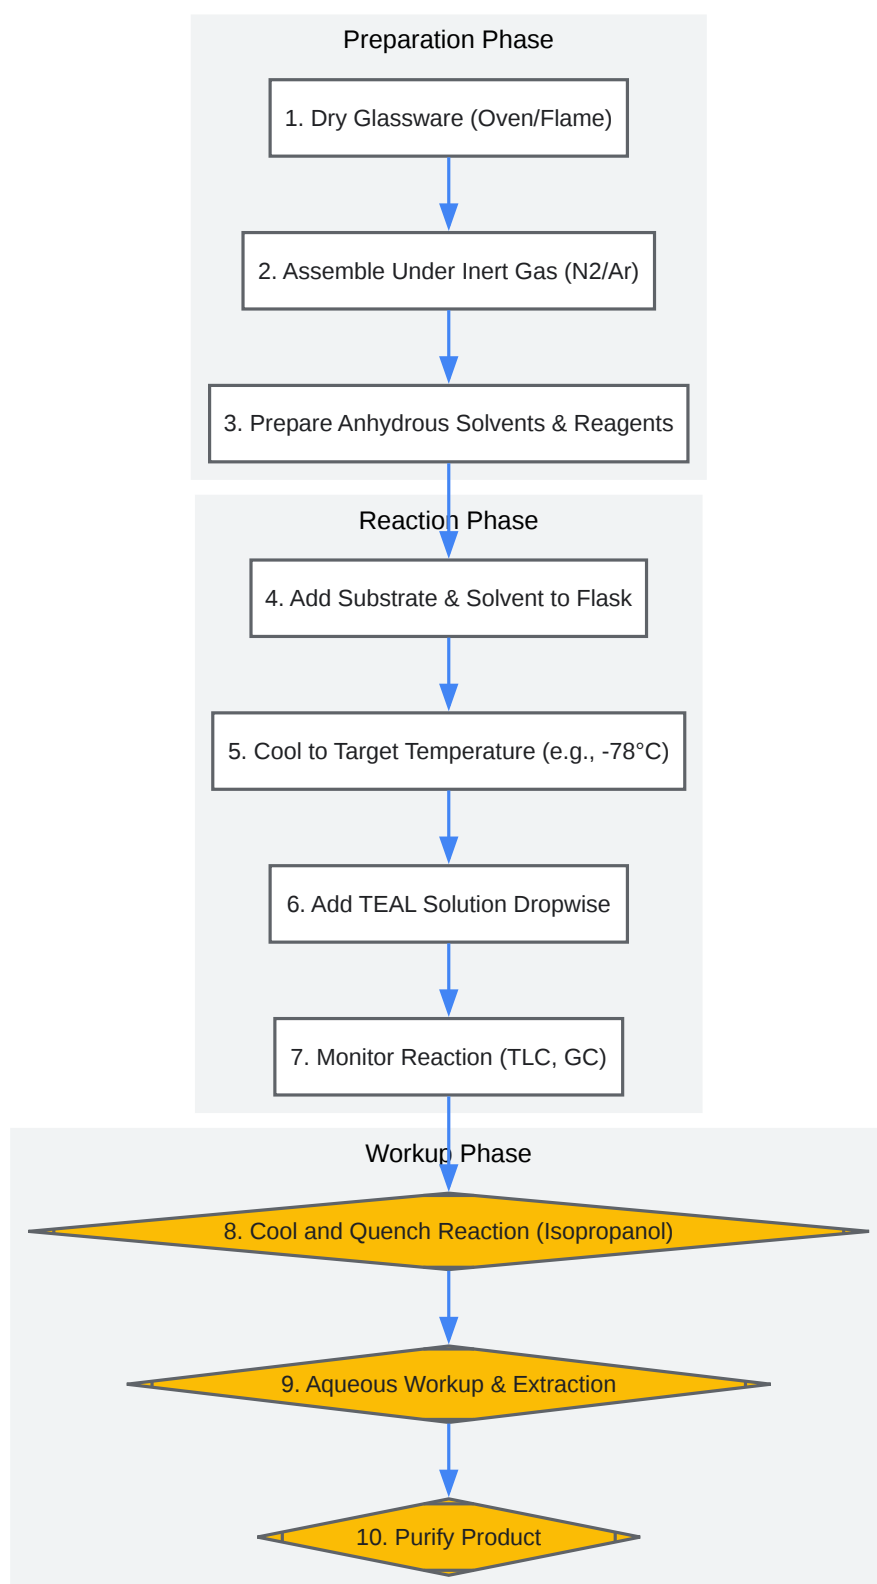 Preparation Phase
1. Dry Glassware (Oven/Flame)
2. Assemble Under Inert Gas (N2/Ar)
3. Prepare Anhydrous Solvents & Reagents
Reaction Phase
4. Add Substrate & Solvent to Flask
5. Cool to Target Temperature (e.g., -78°C)
6. Add TEAL Solution Dropwise
7. Monitor Reaction (TLC, GC)
Workup Phase
8. Cool and Quench Reaction (Isopropanol)
9. Aqueous Workup & Extraction
10. Purify Product